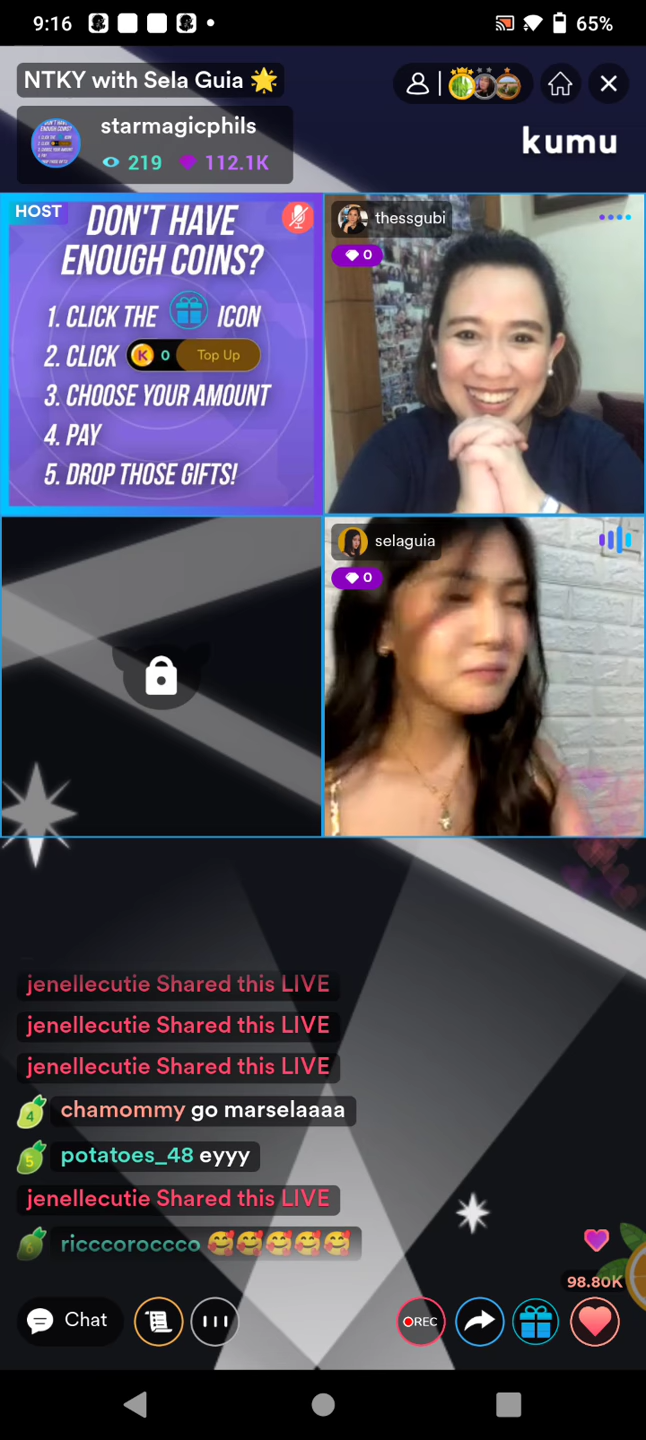 9:16
65%
NTKY with Sela Guia 🌟
starmagicphils
219 112.1K
kumu
HOST
DON'T HAVE
ENOUGH COINS?
1. CLICK THE ICON
2. CLICK K 0 Top Up
3. CHOOSE YOUR AMOUNT
4. PAY
5. DROP THOSE GIFTS!
thessgubi
0
selaguia
0
jenellecutie Shared this LIVE
jenellecutie Shared this LIVE
jenellecutie Shared this LIVE
4 chamommy go marselaaaa
5 potatoes_48 eyyy
jenellecutie Shared this LIVE
6 ricccoroccco 🥰🥰🥰🥰🥰
98.80K
Chat
REC